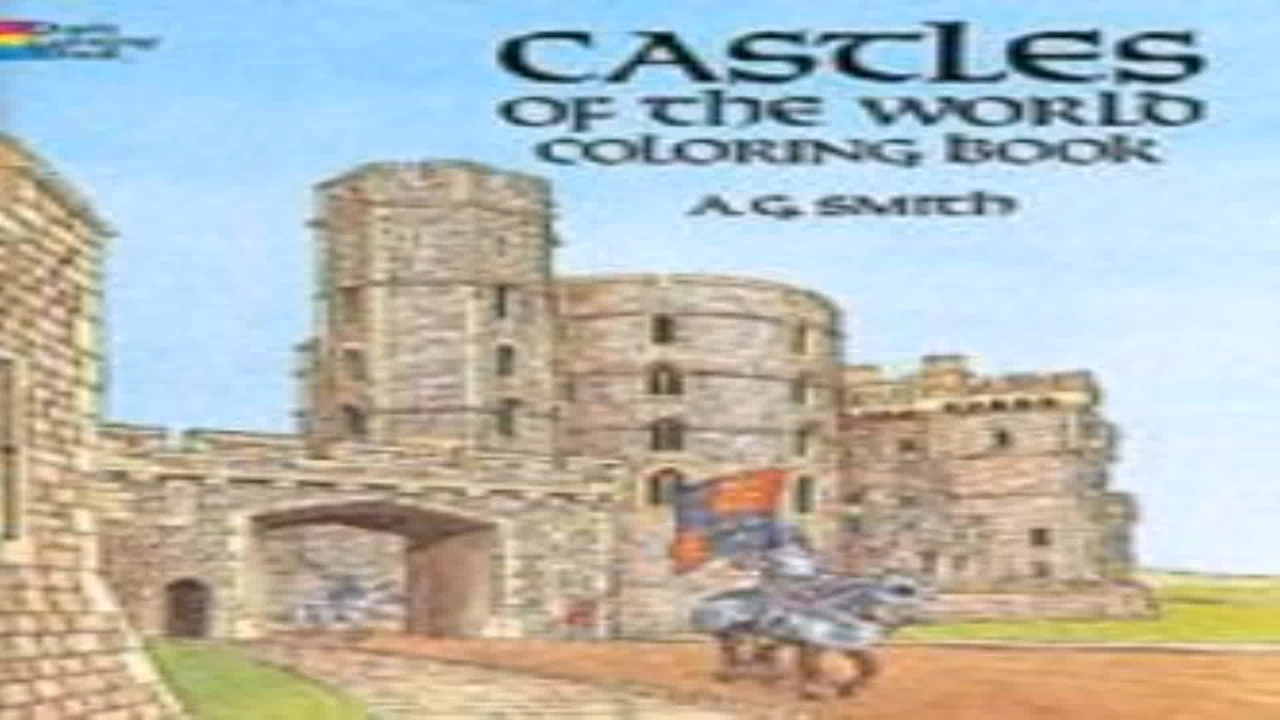 CASTLES
OF THE WORLD
COLORING BOOK
A. G. SMITH